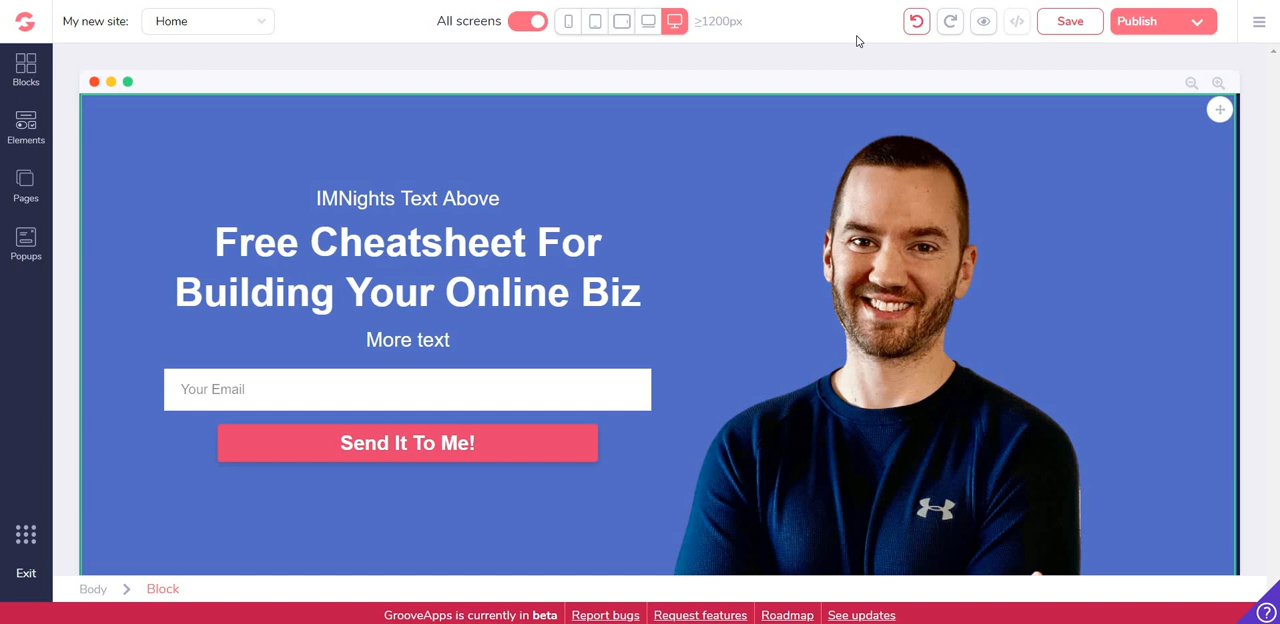 My new site: Home All screens ≥1200px Save Publish
Blocks
Elements
Pages
Popups
Exit
IMNights Text Above
Free Cheatsheet For
Building Your Online Biz
More text
Your Email
Send It To Me!
Body Block
GrooveApps is currently in beta Report bugs Request features Roadmap See updates